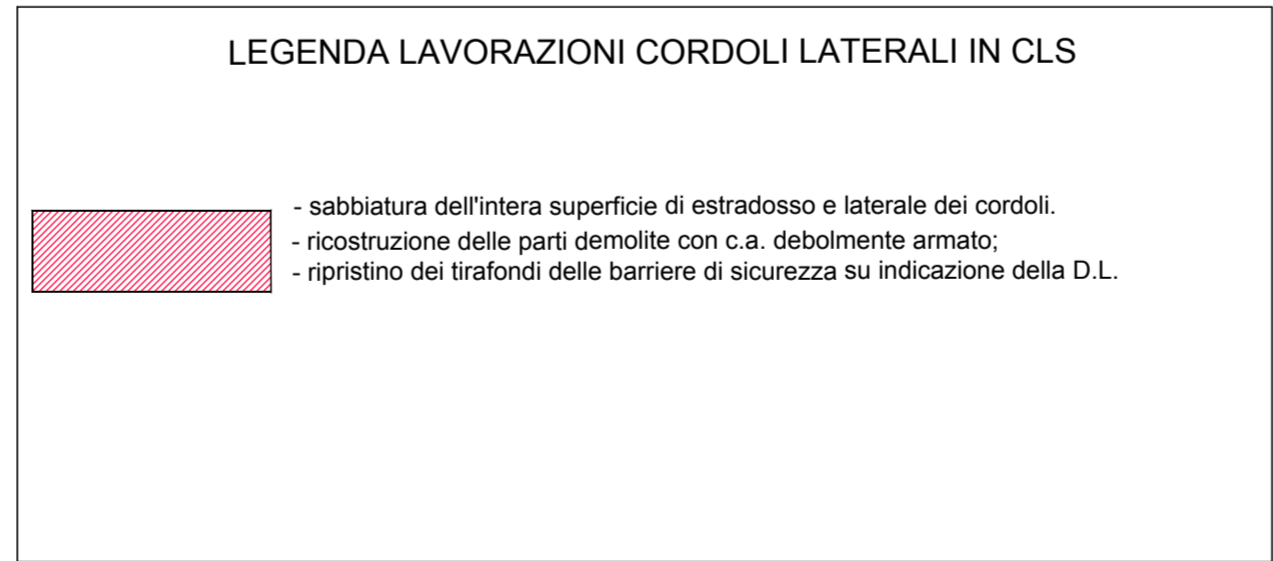 LEGENDA LAVORAZIONI CORDOLI LATERALI IN CLS
- sabbiatura dell'intera superficie di estradosso e laterale dei cordoli.
- ricostruzione delle parti demolite con c.a. debolmente armato;
- ripristino dei tirafondi delle barriere di sicurezza su indicazione della D.L.